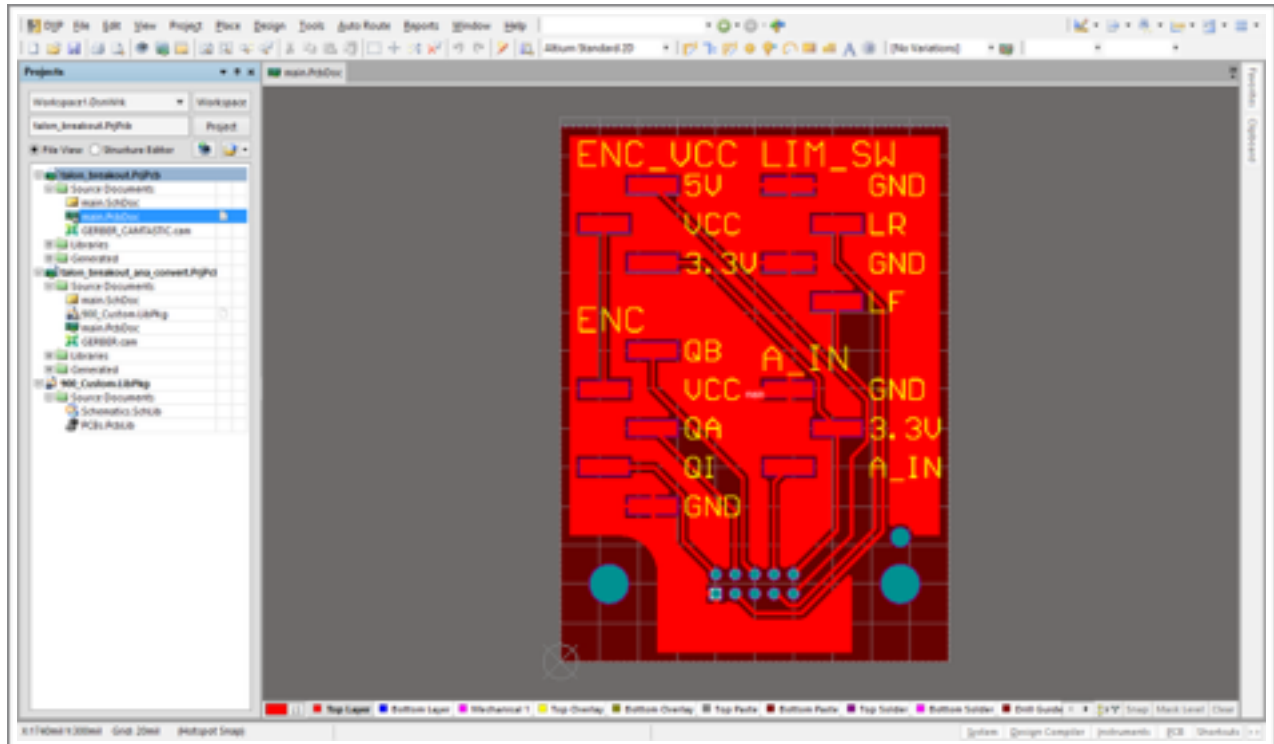 DXP File Edit View Project Place Design Tools Auto Route Reports Window Help
Altium Standard 2D
[No Variations]
Projects
main.PcbDoc
Workspace1.DsnWrk
Workspace
talon_breakout.PrjPcb
Project
File View
Structure Editor
talon_breakout.PrjPcb
Source Documents
main.SchDoc
main.PcbDoc
GERBER_CAMTASTIC.cam
Libraries
Generated
talon_breakout_ana_convert.PrjPcl
Source Documents
main.SchDoc
900_Custom.LibPkg
main.PcbDoc
GERBER.cam
Libraries
Generated
900_Custom.LibPkg
Source Documents
Schematics.SchLib
PCBs.PcbLib
ENC_VCC LIM_SW
5V GND
VCC LR
3.3V GND
LF
ENC
QB A_IN
VCC GND
QA 3.3V
QI A_IN
GND
Favorites
Clipboard
Top Layer
Bottom Layer
Mechanical 1
Top Overlay
Bottom Overlay
Top Paste
Bottom Paste
Top Solder
Bottom Solder
Drill Guide
Snap
Mask Level
Clear
Grid: 20mil
(Hotspot Snap)
System
Design Compiler
Instruments
PCB
Shortcuts